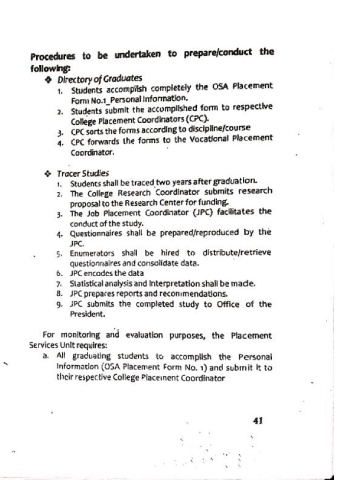 Procedures to be undertaken to prepare/conduct the
following:
❖ Directory of Graduates
1. Students accomplish completely the OSA Placement
Form No.1_Personal Information.
2. Students submit the accomplished form to respective
College Placement Coordinators (CPC).
3. CPC sorts the forms according to discipline/course
4. CPC forwards the forms to the Vocational Placement
Coordinator.
❖ Tracer Studies
1. Students shall be traced two years after graduation.
2. The College Research Coordinator submits research
proposal to the Research Center for funding.
3. The Job Placement Coordinator (JPC) facilitates the
conduct of the study.
4. Questionnaires shall be prepared/reproduced by the
JPC.
5. Enumerators shall be hired to distribute/retrieve
questionnaires and consolidate data.
6. JPC encodes the data
7. Statistical analysis and interpretation shall be made.
8. JPC prepares reports and recommendations.
9. JPC submits the completed study to Office of the
President.
For monitoring and evaluation purposes, the Placement
Services Unit requires:
a. All graduating students to accomplish the Personal
Information (OSA Placement Form No. 1) and submit it to
their respective College Placement Coordinator
41